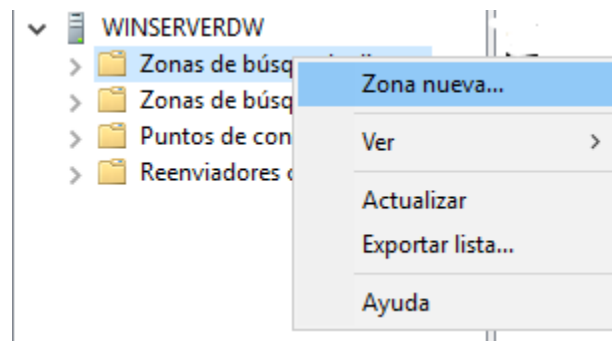 WINSERVERDW
Zonas de búsq
Zonas de búsq
Puntos de con
Reenviadores
Zona nueva...
Ver
Actualizar
Exportar lista...
Ayuda